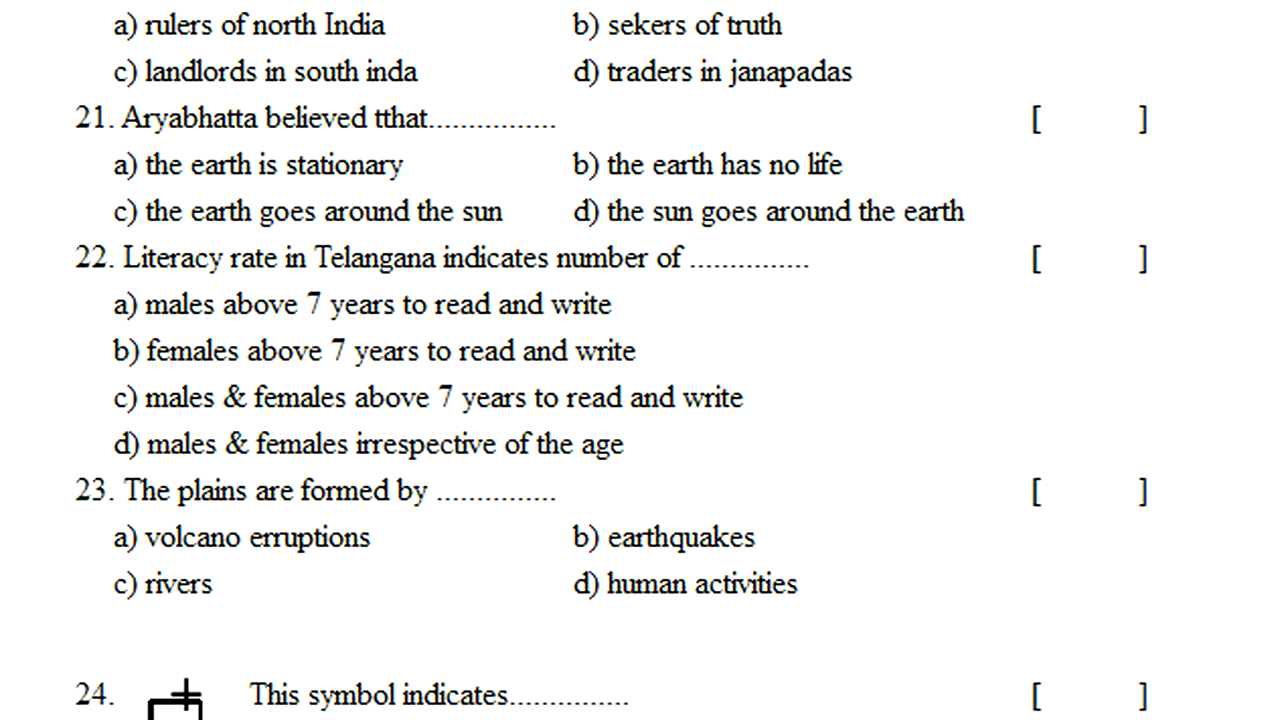 a) rulers of north India b) sekers of truth
c) landlords in south inda d) traders in janapadas
21. Aryabhatta believed tthat................ [ ]
a) the earth is stationary b) the earth has no life
c) the earth goes around the sun d) the sun goes around the earth
22. Literacy rate in Telangana indicates number of ............... [ ]
a) males above 7 years to read and write
b) females above 7 years to read and write
c) males & females above 7 years to read and write
d) males & females irrespective of the age
23. The plains are formed by ............... [ ]
a) volcano erruptions b) earthquakes
c) rivers d) human activities
24. This symbol indicates............... [ ]